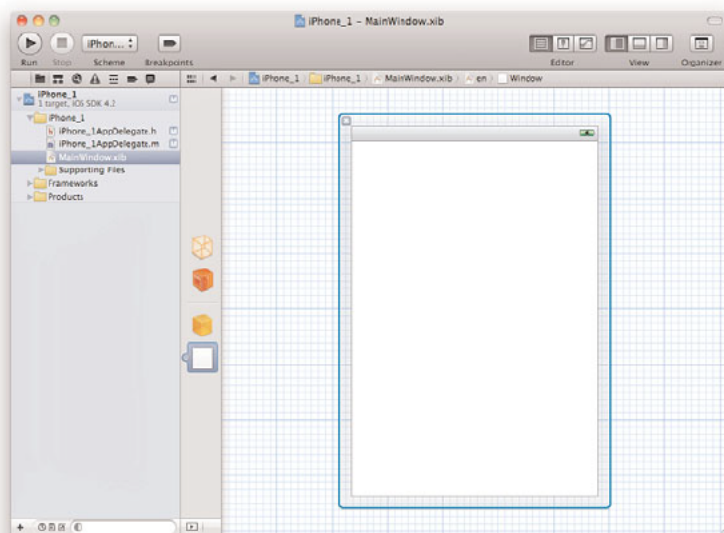 iPhone_1 – MainWindow.xib
iPhon...
Run Stop Scheme Breakpoints Editor View Organizer
iPhone_1 iPhone_1 MainWindow.xib en Window
iPhone_1
1 target, iOS SDK 4.2
iPhone_1
iPhone_1AppDelegate.h
iPhone_1AppDelegate.m
MainWindow.xib
Supporting Files
Frameworks
Products